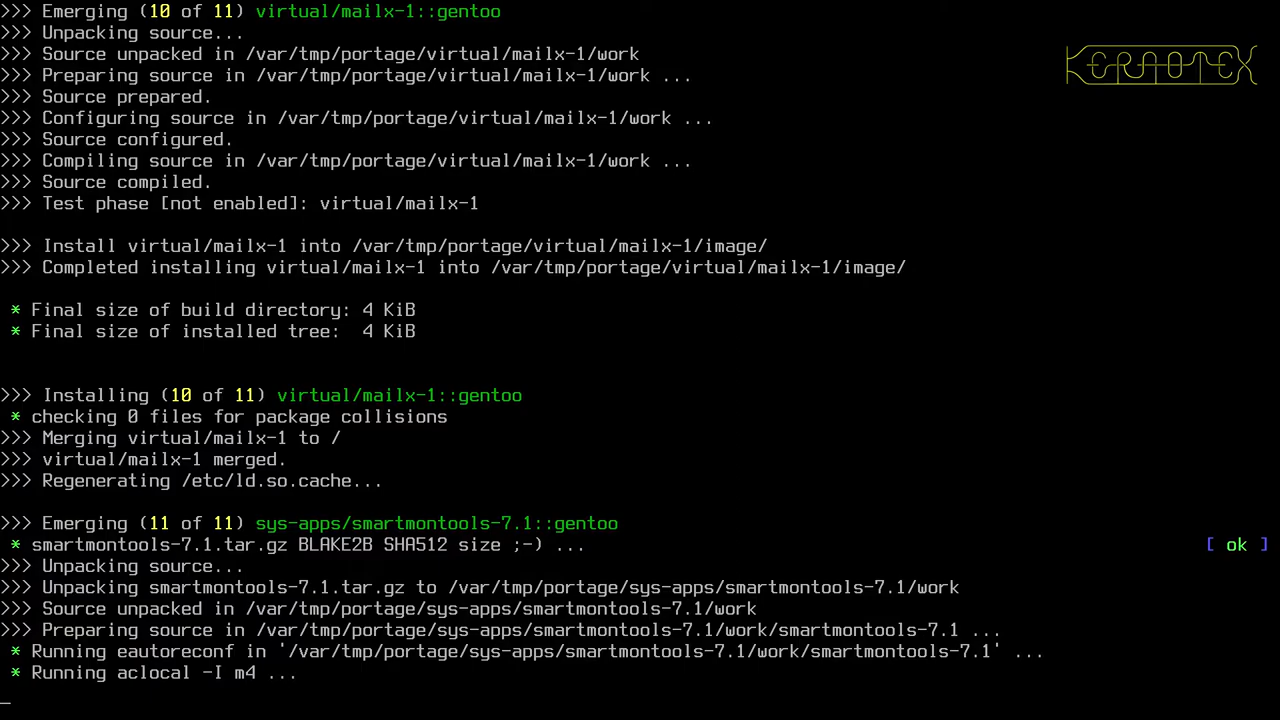 >>> Emerging (10 of 11) virtual/mailx-1::gentoo
>>> Unpacking source...
>>> Source unpacked in /var/tmp/portage/virtual/mailx-1/work
>>> Preparing source in /var/tmp/portage/virtual/mailx-1/work ...
>>> Source prepared.
>>> Configuring source in /var/tmp/portage/virtual/mailx-1/work ...
>>> Source configured.
>>> Compiling source in /var/tmp/portage/virtual/mailx-1/work ...
>>> Source compiled.
>>> Test phase [not enabled]: virtual/mailx-1
>>> Install virtual/mailx-1 into /var/tmp/portage/virtual/mailx-1/image/
>>> Completed installing virtual/mailx-1 into /var/tmp/portage/virtual/mailx-1/image/
* Final size of build directory: 4 KiB
* Final size of installed tree:  4 KiB
>>> Installing (10 of 11) virtual/mailx-1::gentoo
* checking 0 files for package collisions
>>> Merging virtual/mailx-1 to /
>>> virtual/mailx-1 merged.
>>> Regenerating /etc/ld.so.cache...
>>> Emerging (11 of 11) sys-apps/smartmontools-7.1::gentoo
* smartmontools-7.1.tar.gz BLAKE2B SHA512 size ;-) ... [ ok ]
>>> Unpacking source...
>>> Unpacking smartmontools-7.1.tar.gz to /var/tmp/portage/sys-apps/smartmontools-7.1/work
>>> Source unpacked in /var/tmp/portage/sys-apps/smartmontools-7.1/work
>>> Preparing source in /var/tmp/portage/sys-apps/smartmontools-7.1/work/smartmontools-7.1 ...
* Running eautoreconf in '/var/tmp/portage/sys-apps/smartmontools-7.1/work/smartmontools-7.1' ...
* Running aclocal -I m4 ...